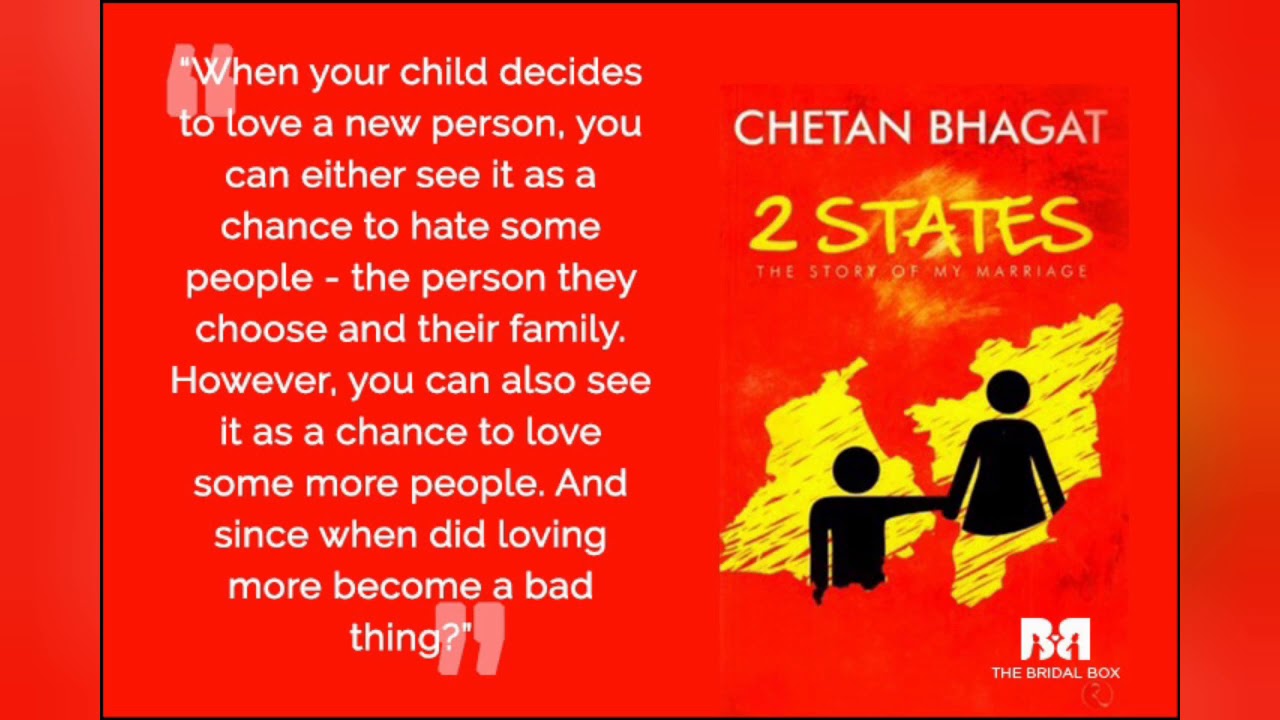 “When your child decides
to love a new person, you
can either see it as a
chance to hate some
people - the person they
choose and their family.
However, you can also see
it as a chance to love
some more people. And
since when did loving
more become a bad
thing?”
CHETAN BHAGAT
2 STATES
THE STORY OF MY MARRIAGE
BB
THE BRIDAL BOX
R